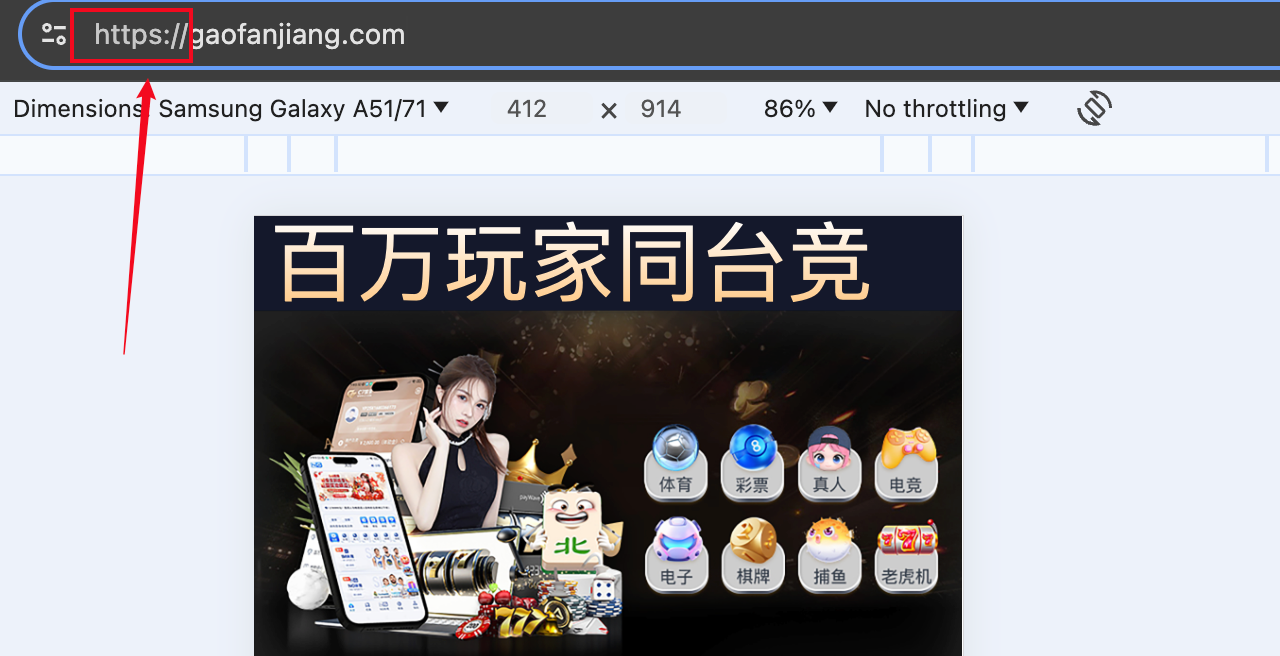 https://gaofanjiang.com
Dimensions: Samsung Galaxy A51/71 412 × 914 86% No throttling
百万玩家同台竞
体育 彩票 真人 电竞
北
电子 棋牌 捕鱼 老虎机